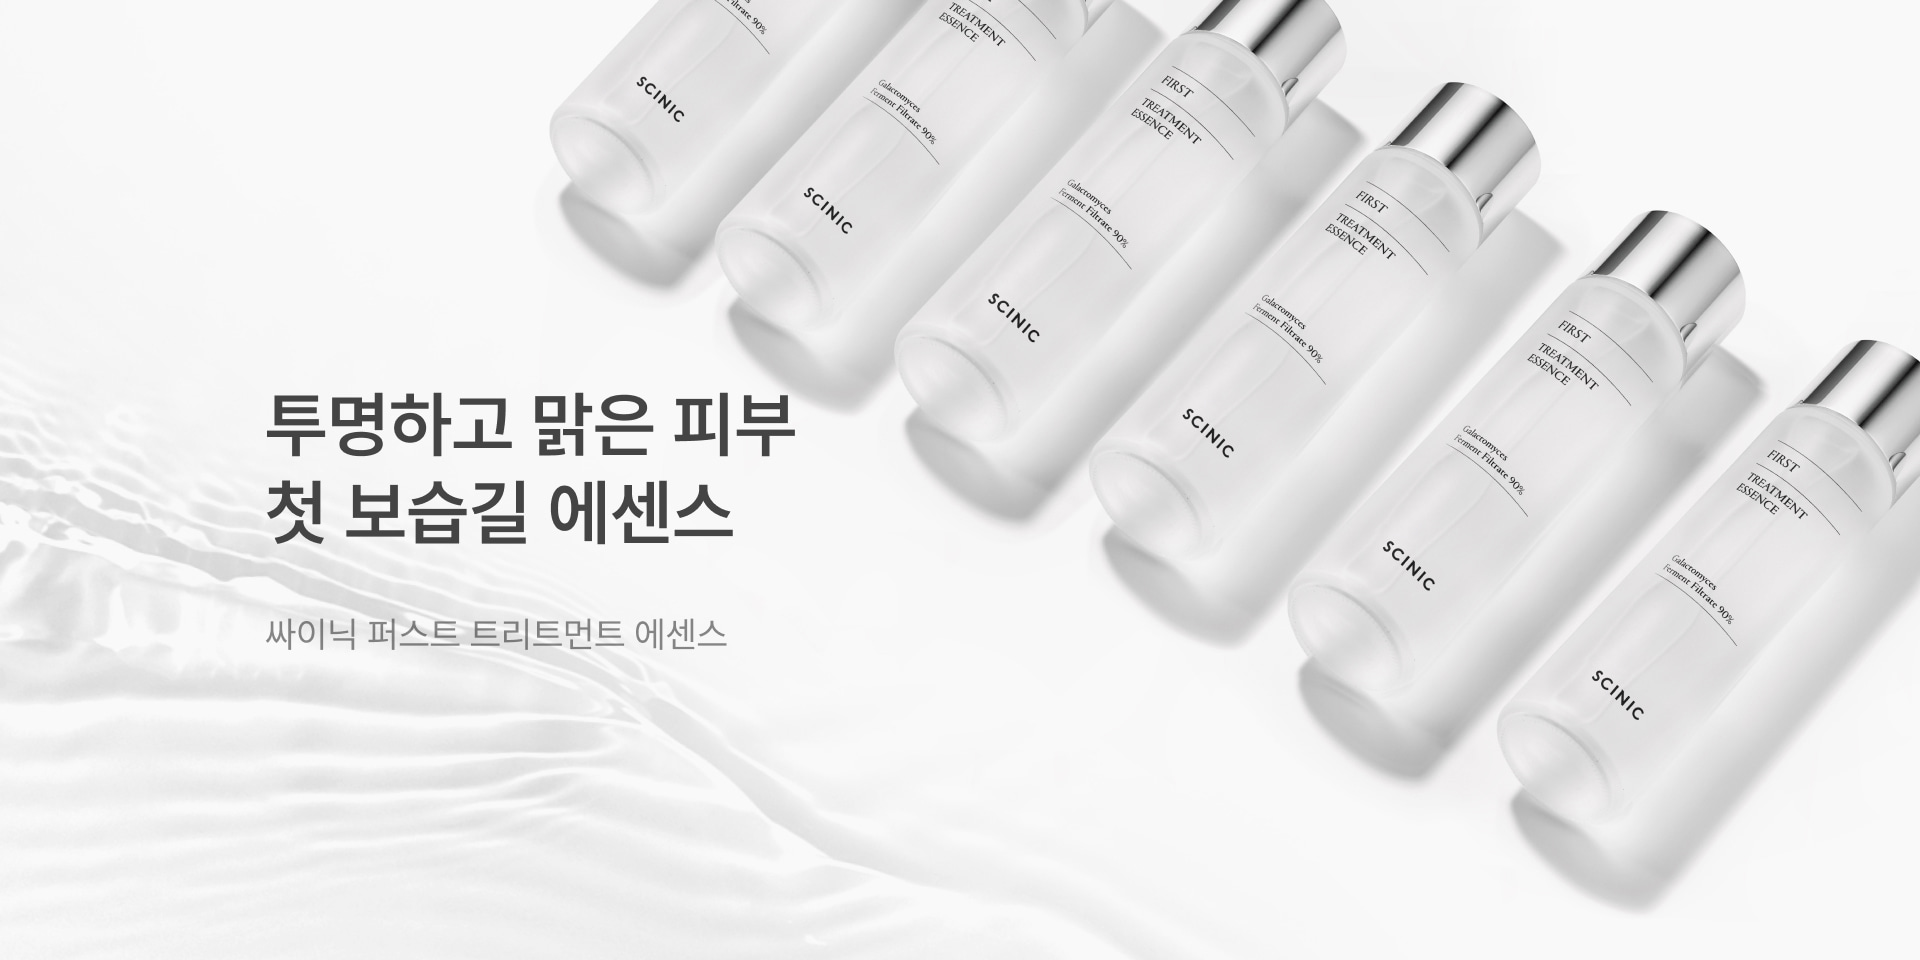 투명하고 맑은 피부
첫 보습길 에센스
싸이닉 퍼스트 트리트먼트 에센스
Filtrate 90%
SCINIC
TREATMENT
ESSENCE
Galactomyces
Ferment Filtrate 90%
SCINIC
FIRST
TREATMENT
ESSENCE
Galactomyces
Ferment Filtrate 90%
SCINIC
FIRST
TREATMENT
ESSENCE
Galactomyces
Ferment Filtrate 90%
SCINIC
FIRST
TREATMENT
ESSENCE
Galactomyces
Ferment Filtrate 90%
SCINIC
FIRST
TREATMENT
ESSENCE
Galactomyces
Ferment Filtrate 90%
SCINIC